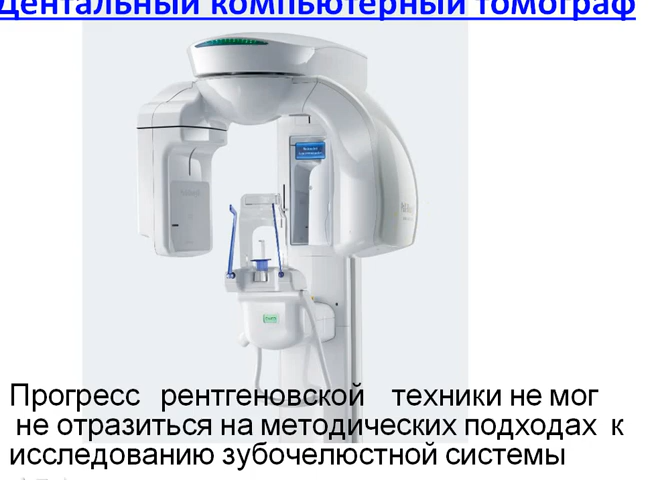 Дентальный компьютерный томограф
Прогресс рентгеновской техники не мог
не отразиться на методических подходах к
исследованию зубочелюстной системы